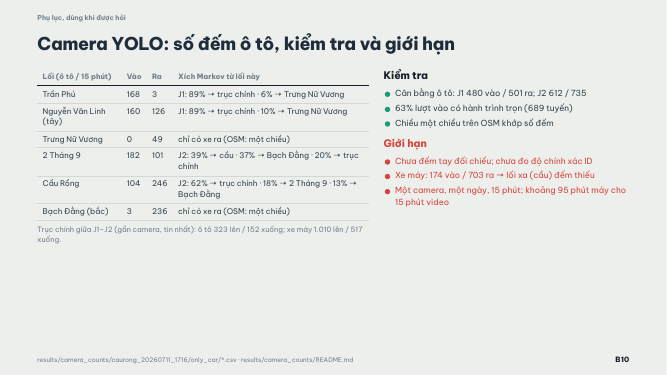 Phụ lục, dùng khi được hỏi
Camera YOLO: số đếm ô tô, kiểm tra và giới hạn
Lối (ô tô / 15 phút) Vào Ra Xích Markov từ lối này
Trần Phú 168 3 J1: 89% → trục chính · 6% → Trưng Nữ Vương
Nguyễn Văn Linh (tây) 160 126 J1: 89% → trục chính · 10% → Trưng Nữ Vương
Trưng Nữ Vương 0 49 chỉ có xe ra (OSM: một chiều)
2 Tháng 9 182 101 J2: 39% → cầu · 37% → Bạch Đằng · 20% → trục chính
Cầu Rồng 104 246 J2: 62% → trục chính · 18% → 2 Tháng 9 · 13% → Bạch Đằng
Bạch Đằng (bắc) 3 236 chỉ có xe ra (OSM: một chiều)
Trục chính giữa J1–J2 (gần camera, tin nhất): ô tô 323 lên / 152 xuống; xe máy 1.010 lên / 517
xuống.
Kiểm tra
Cân bằng ô tô: J1 480 vào / 501 ra; J2 612 / 735
63% lượt vào có hành trình trọn (689 tuyến)
Chiều một chiều trên OSM khớp số đếm
Giới hạn
Chưa đếm tay đối chiếu; chưa đo độ chính xác ID
Xe máy: 174 vào / 703 ra → lối xa (cầu) đếm thiếu
Một camera, một ngày, 15 phút; khoảng 95 phút máy cho
15 phút video
results/camera_counts/caurong_20260711_1716/only_car/*.csv · results/camera_counts/README.md
B10